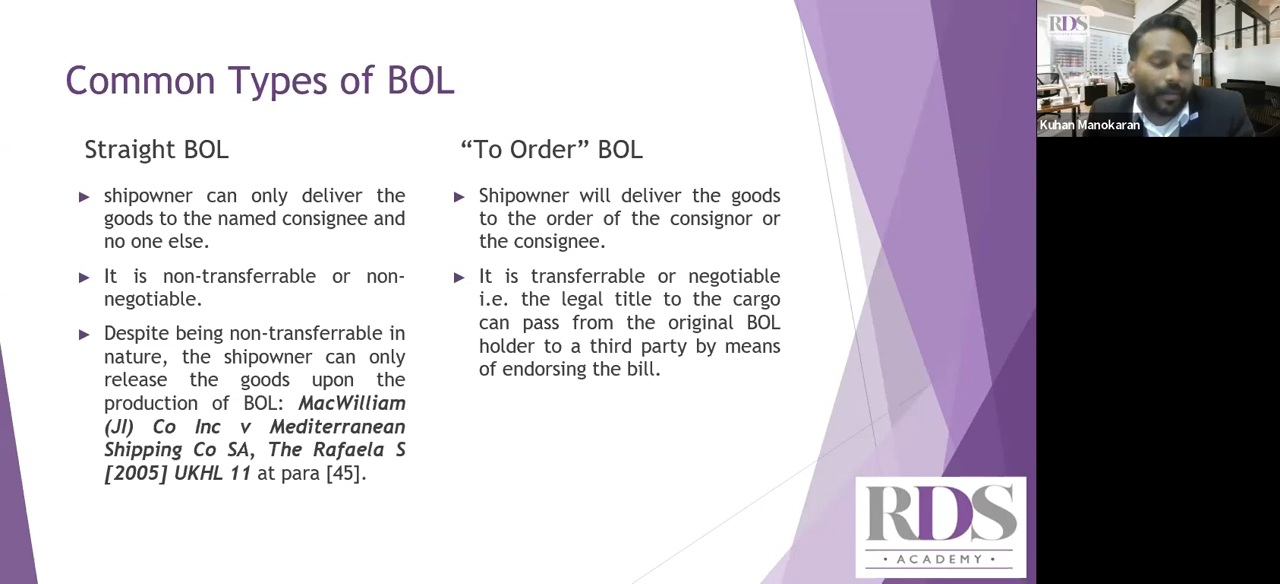 Common Types of BOL
Straight BOL
shipowner can only deliver the
goods to the named consignee and
no one else.
It is non-transferrable or non-
negotiable.
Despite being non-transferrable in
nature, the shipowner can only
release the goods upon the
production of BOL: MacWilliam
(JI) Co Inc v Mediterranean
Shipping Co SA, The Rafaela S
[2005] UKHL 11 at para [45].
“To Order” BOL
Shipowner will deliver the goods
to the order of the consignor or
the consignee.
It is transferrable or negotiable
i.e. the legal title to the cargo
can pass from the original BOL
holder to a third party by means
of endorsing the bill.
RDS
• ACADEMY •
RDS
Kuhan Manokaran